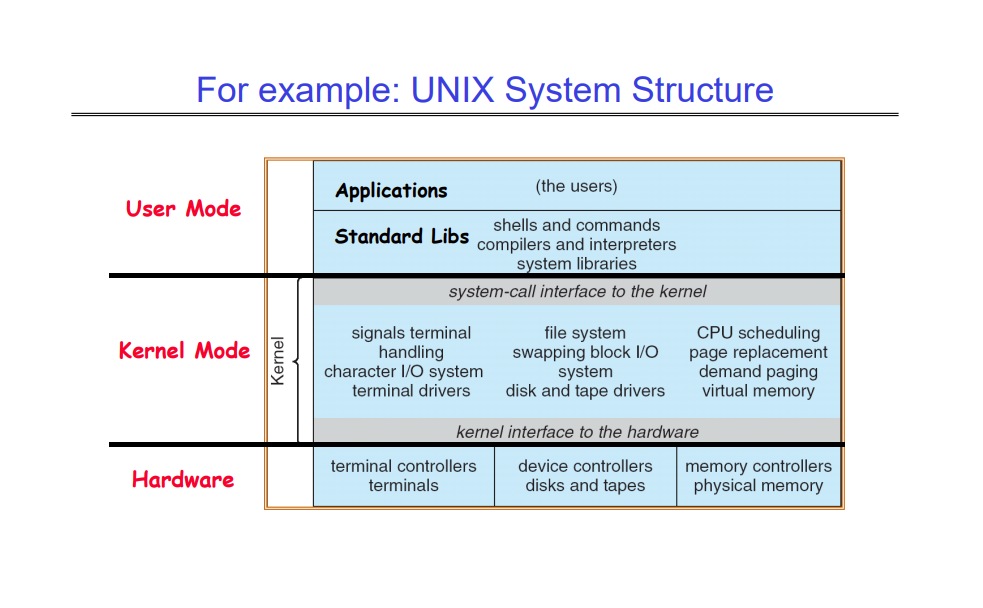 For example: UNIX System Structure
User Mode
Applications
(the users)
Standard Libs
shells and commands
compilers and interpreters
system libraries
Kernel Mode
Kernel
system-call interface to the kernel
signals terminal
handling
character I/O system
terminal drivers
file system
swapping block I/O
system
disk and tape drivers
CPU scheduling
page replacement
demand paging
virtual memory
kernel interface to the hardware
Hardware
terminal controllers
terminals
device controllers
disks and tapes
memory controllers
physical memory